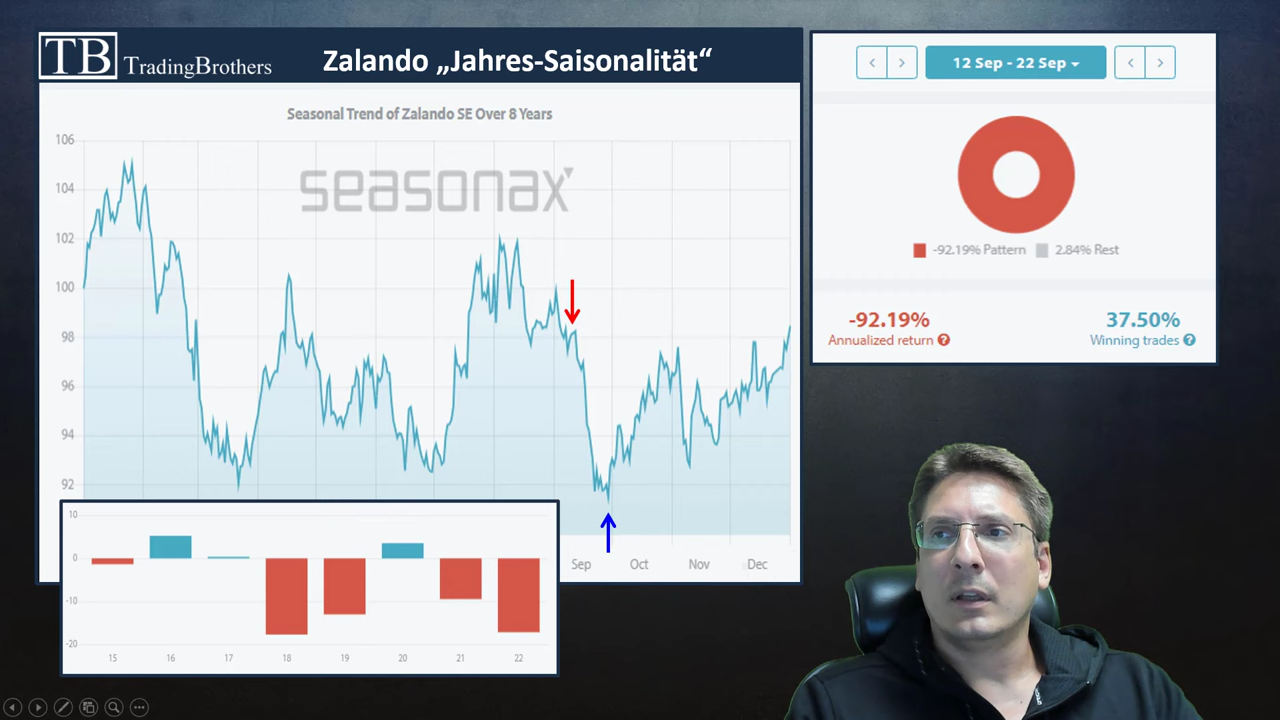 TB TradingBrothers
Zalando „Jahres-Saisonalität“
Seasonal Trend of Zalando SE Over 8 Years
seasonax
106
104
102
100
98
96
94
92
Sep Oct Nov Dec
10
0
-10
-20
15 16 17 18 19 20 21 22
12 Sep - 22 Sep
-92.19% Pattern 2.84% Rest
-92.19% 37.50%
Annualized return ? Winning trades ?